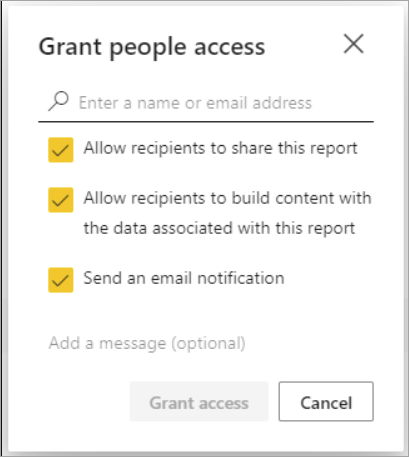 Grant people access
Enter a name or email address
Allow recipients to share this report
Allow recipients to build content with
the data associated with this report
Send an email notification
Add a message (optional)
Grant access
Cancel